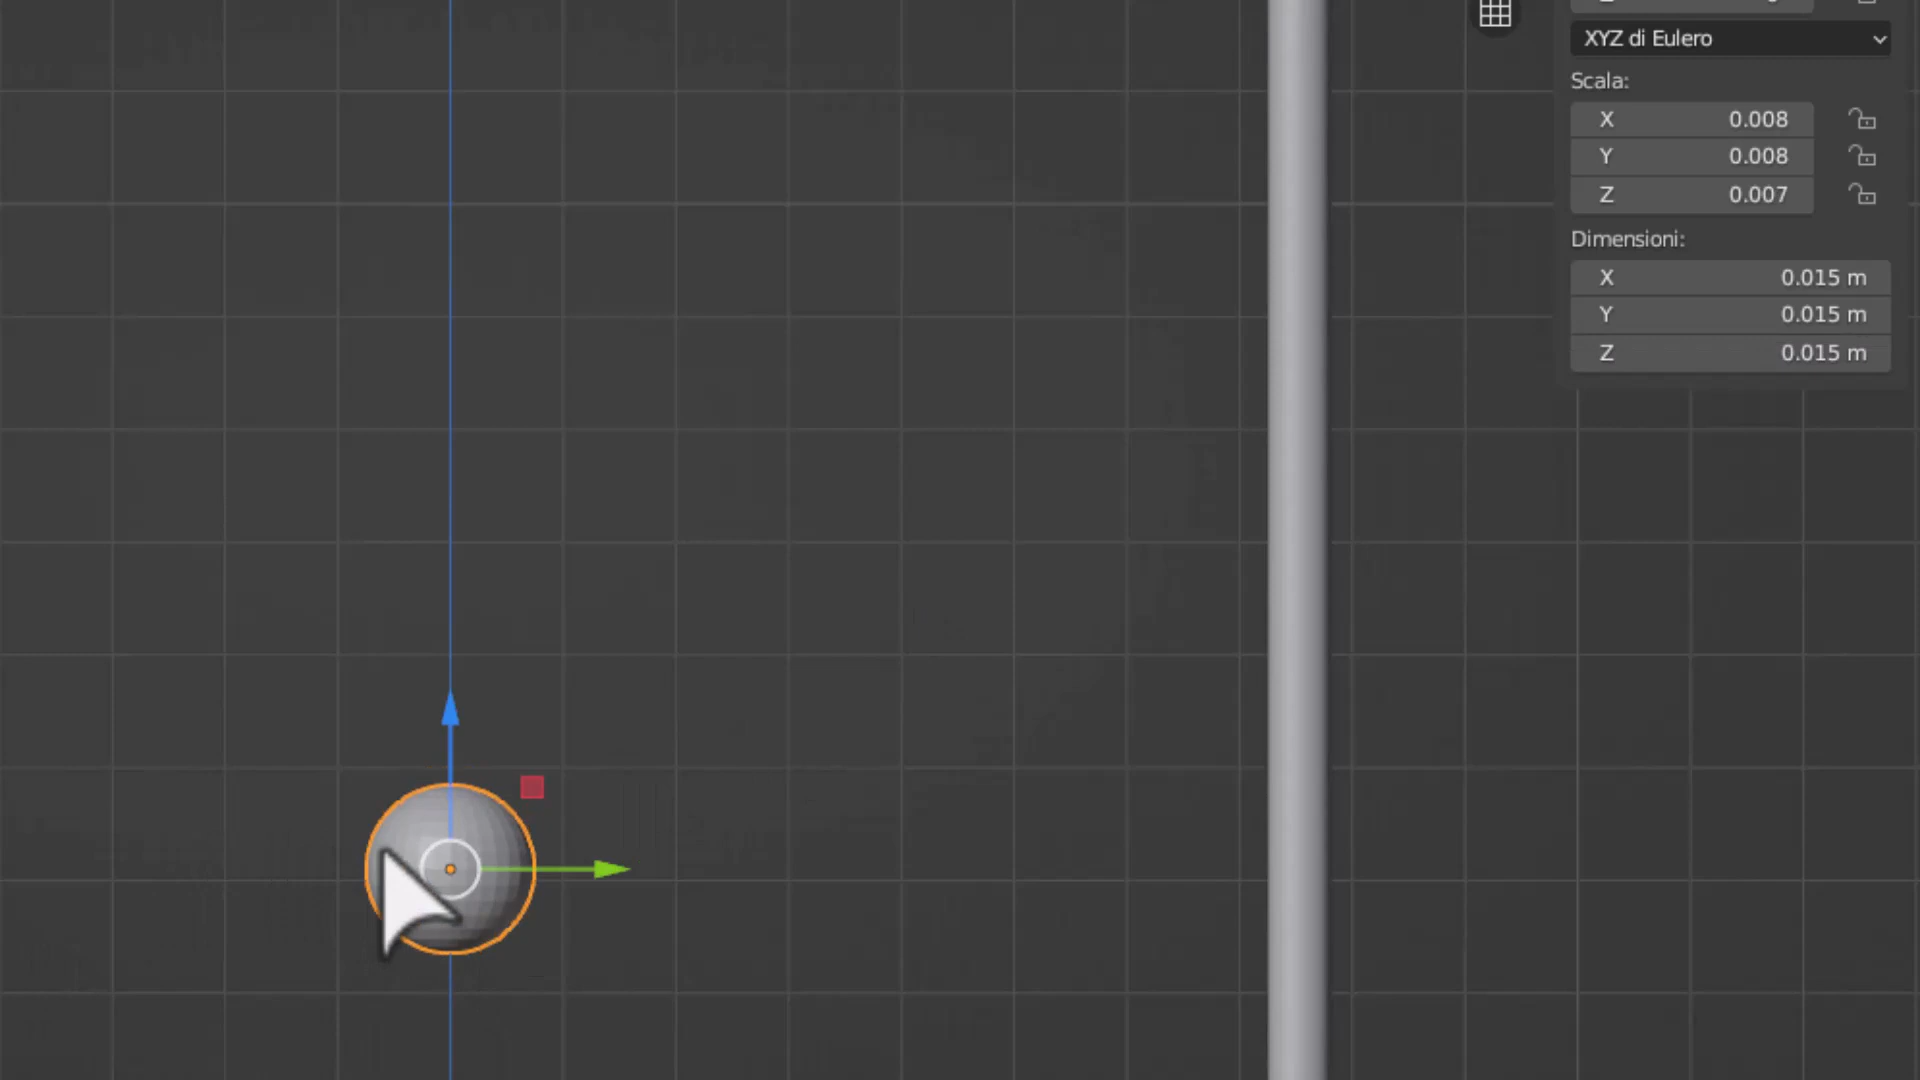 XYZ di Eulero
Scala:
X 0.008
Y 0.008
Z 0.007
Dimensioni:
X 0.015 m
Y 0.015 m
Z 0.015 m